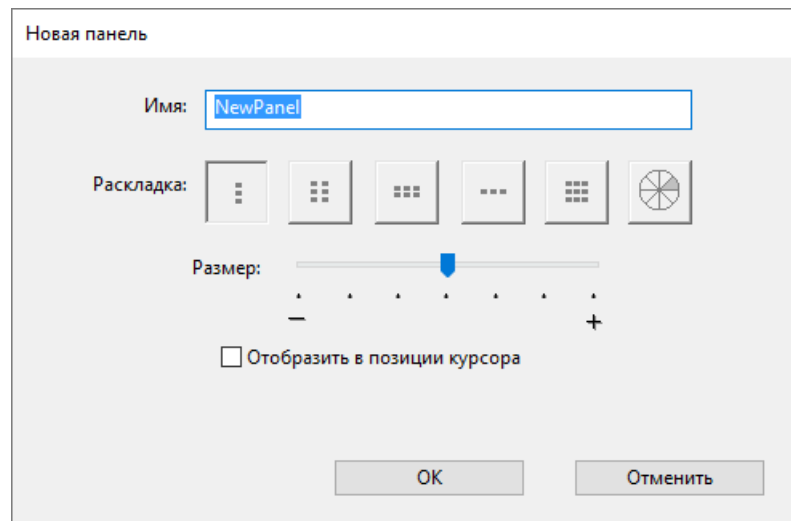 Новая панель
Имя: NewPanel
Раскладка:
Размер:
− +
Отобразить в позиции курсора
OK Отменить